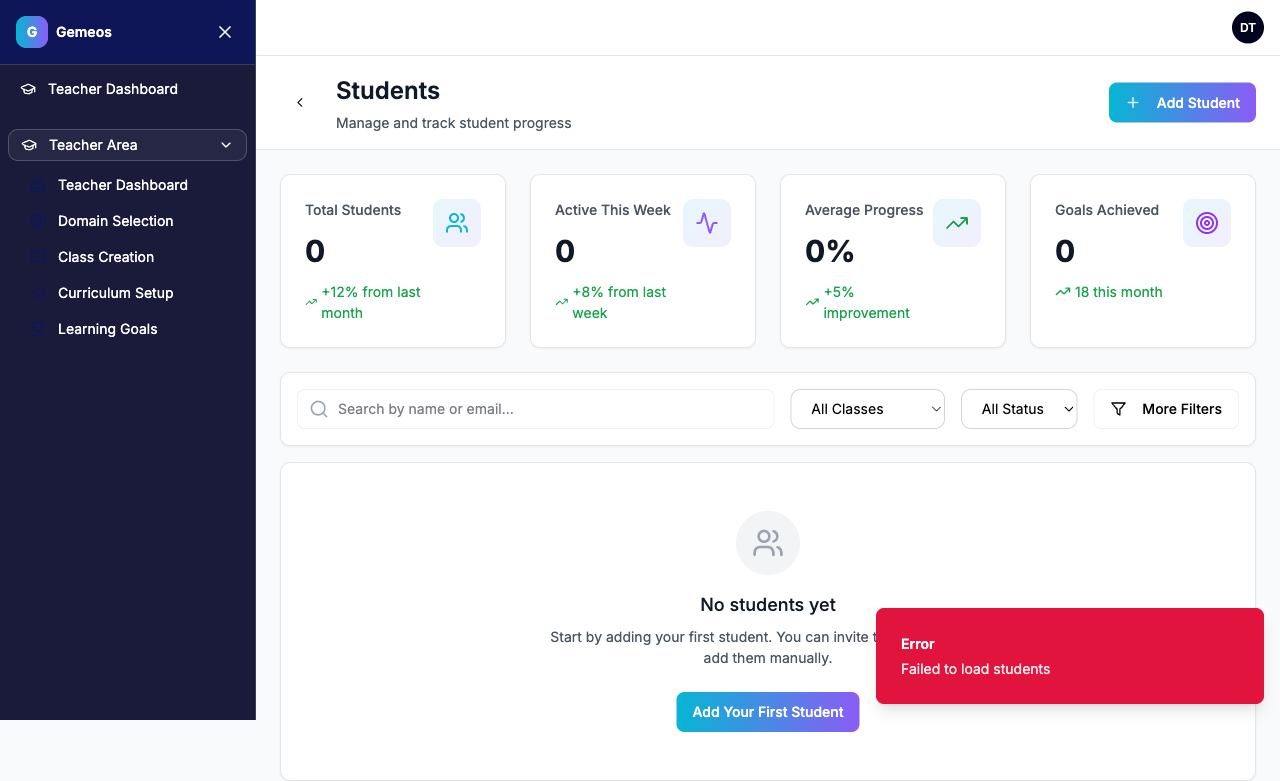 G
Gemeos
DT
Teacher Dashboard
Teacher Area
Teacher Dashboard
Domain Selection
Class Creation
Curriculum Setup
Learning Goals
Students
Manage and track student progress
Add Student
Total Students
0
+12% from last
month
Active This Week
0
+8% from last
week
Average Progress
0%
+5%
improvement
Goals Achieved
0
18 this month
Search by name or email...
All Classes
All Status
More Filters
No students yet
Start by adding your first student. You can invite
add them manually.
Add Your First Student
Error
Failed to load students